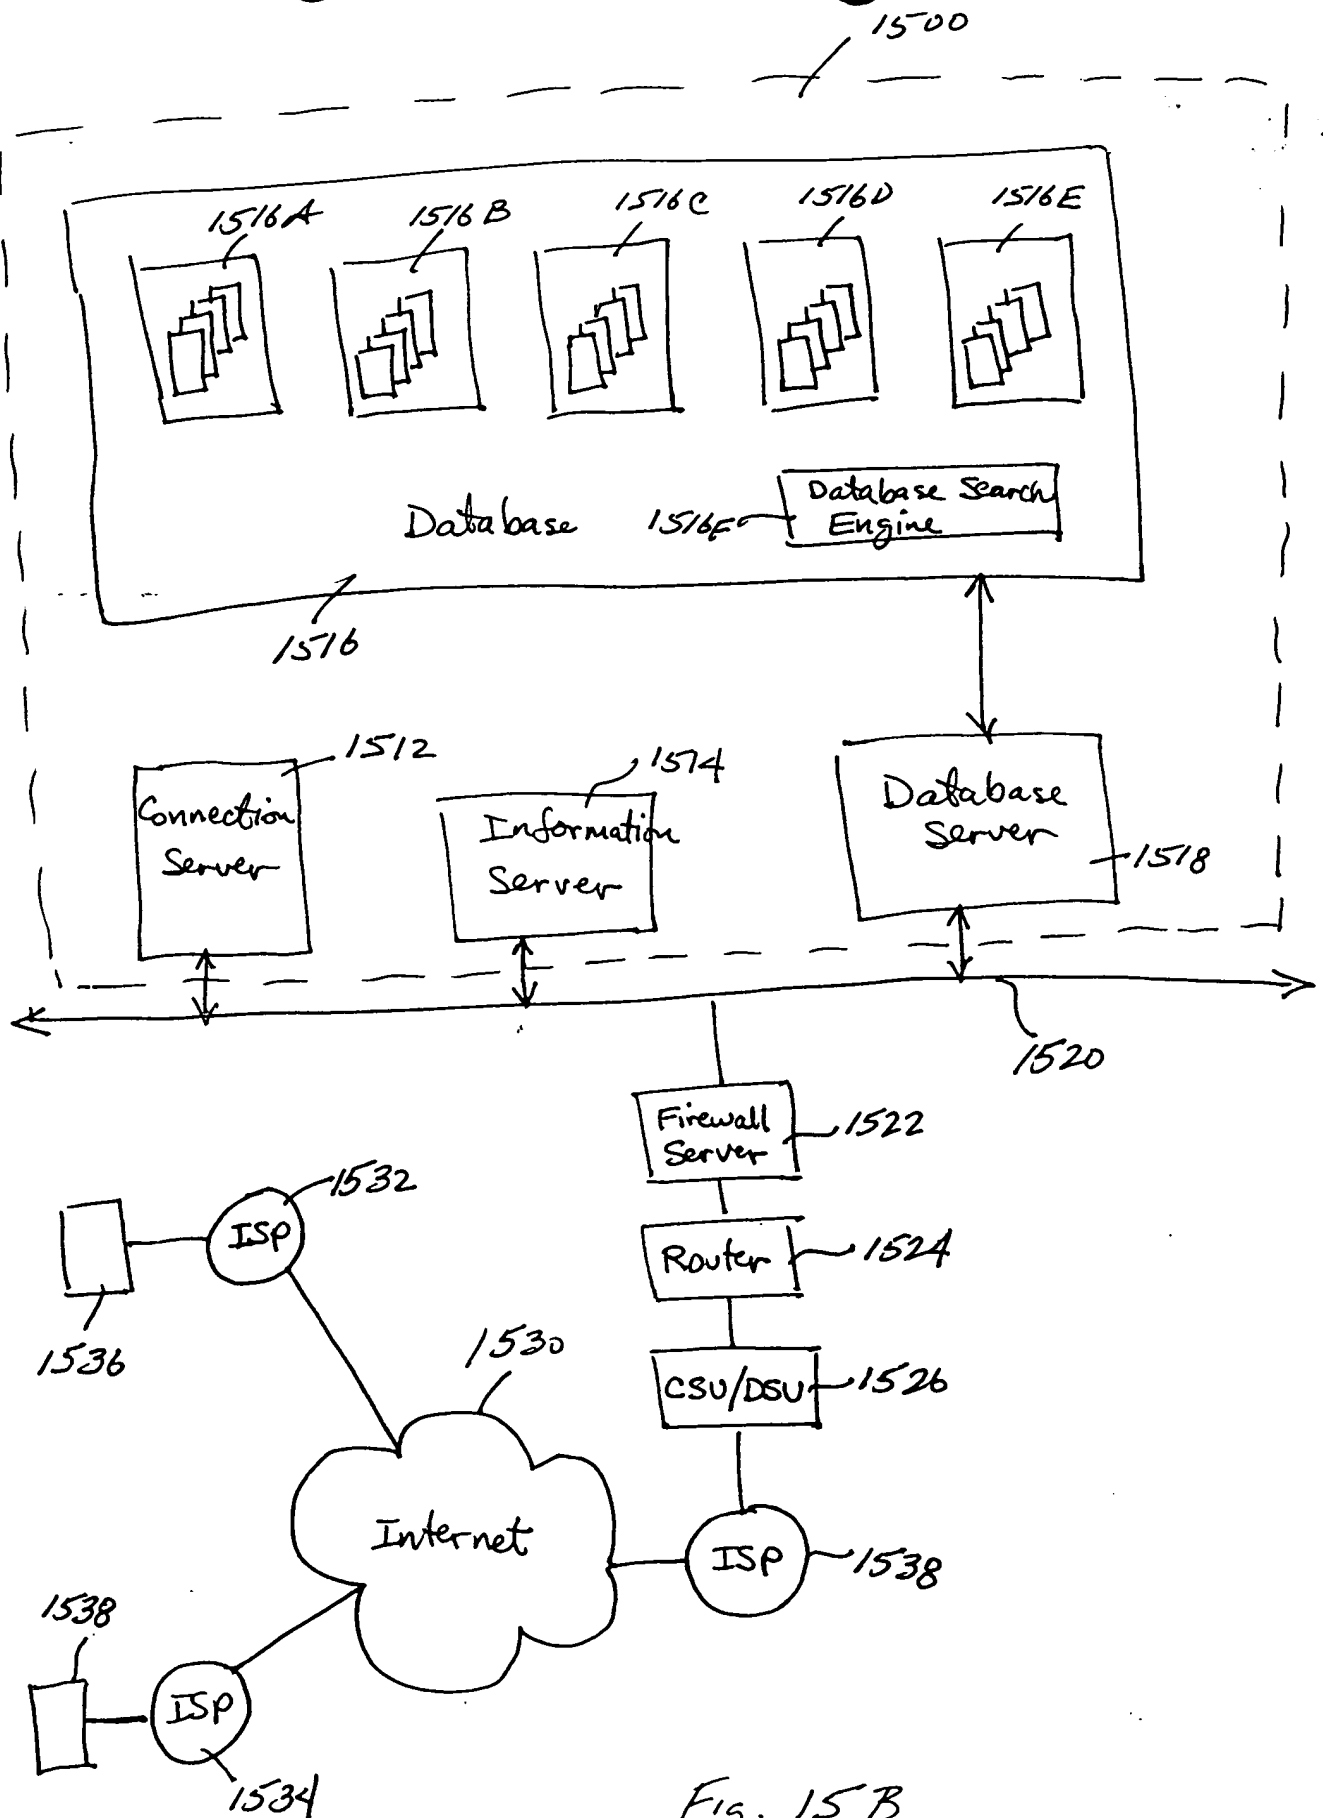 1500
1516A
1516B
1516C
1516D
1516E
Database
1516F
Database Search
Engine
1516
1512
Connection
Server
1514
Information
Server
Database
Server
1518
1520
Firewall
Server
1522
1532
ISP
Router
1524
1536
1530
CSU/DSU
1526
Internet
ISP
1538
1538
ISP
1534
Fig. 15B